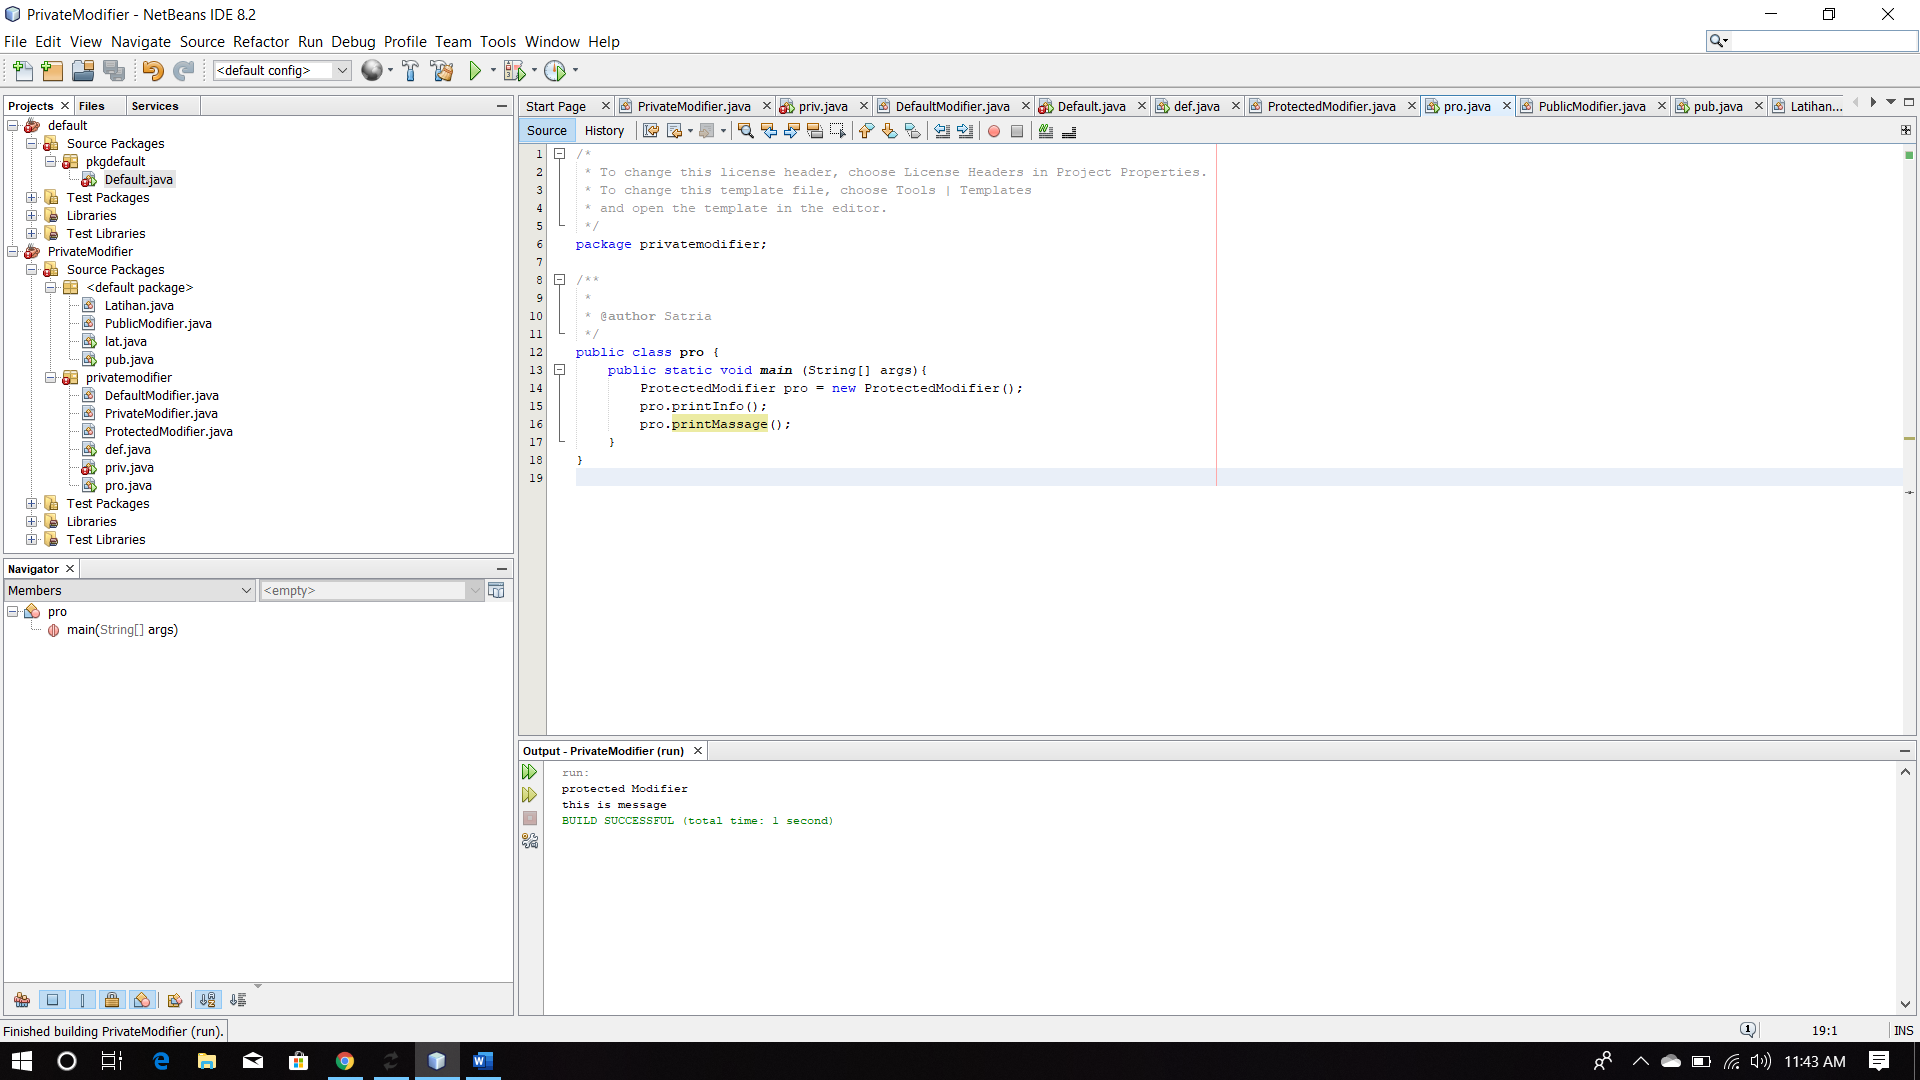 PrivateModifier - NetBeans IDE 8.2
File Edit View Navigate Source Refactor Run Debug Profile Team Tools Window Help
<default config>
Projects Files Services
default
Source Packages
pkgdefault
Default.java
Test Packages
Libraries
Test Libraries
PrivateModifier
Source Packages
<default package>
Latihan.java
PublicModifier.java
lat.java
pub.java
privatemodifier
DefaultModifier.java
PrivateModifier.java
ProtectedModifier.java
def.java
priv.java
pro.java
Test Packages
Libraries
Test Libraries
Navigator
Members <empty>
pro
main(String[] args)
Start Page PrivateModifier.java priv.java DefaultModifier.java Default.java def.java ProtectedModifier.java pro.java PublicModifier.java pub.java Latihan...
Source History
1 /*
2 * To change this license header, choose License Headers in Project Properties.
3 * To change this template file, choose Tools | Templates
4 * and open the template in the editor.
5 */
6 package privatemodifier;
7
8 /**
9 *
10 * @author Satria
11 */
12 public class pro {
13 public static void main (String[] args){
14 ProtectedModifier pro = new ProtectedModifier();
15 pro.printInfo();
16 pro.printMassage();
17 }
18 }
19
Output - PrivateModifier (run)
run:
protected Modifier
this is message
BUILD SUCCESSFUL (total time: 1 second)
Finished building PrivateModifier (run).
1 19:1 INS
11:43 AM